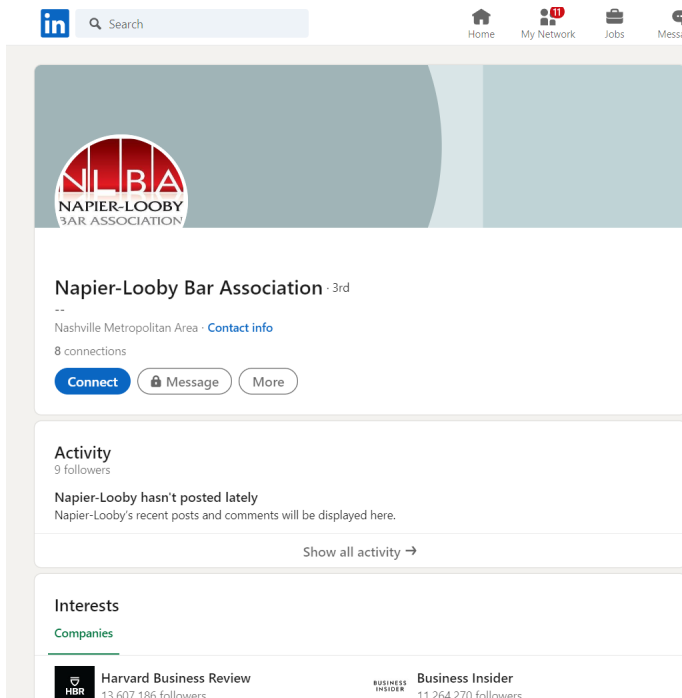 in Search
11
Home My Network Jobs
NLBA
NAPIER-LOOBY
BAR ASSOCIATION
Napier-Looby Bar Association · 3rd
--
Nashville Metropolitan Area · Contact info
8 connections
Connect Message More
Activity
9 followers
Napier-Looby hasn't posted lately
Napier-Looby's recent posts and comments will be displayed here.
Show all activity →
Interests
Companies
HBR Harvard Business Review BUSINESS INSIDER Business Insider
13,607,186 followers 11,264,270 followers